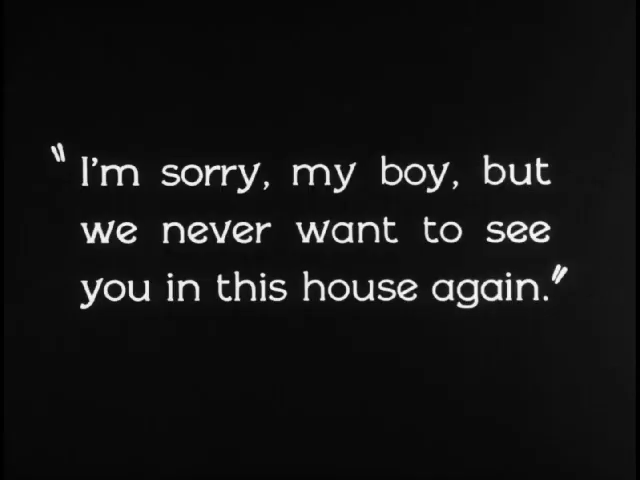 "I'm sorry, my boy, but
we never want to see
you in this house again."